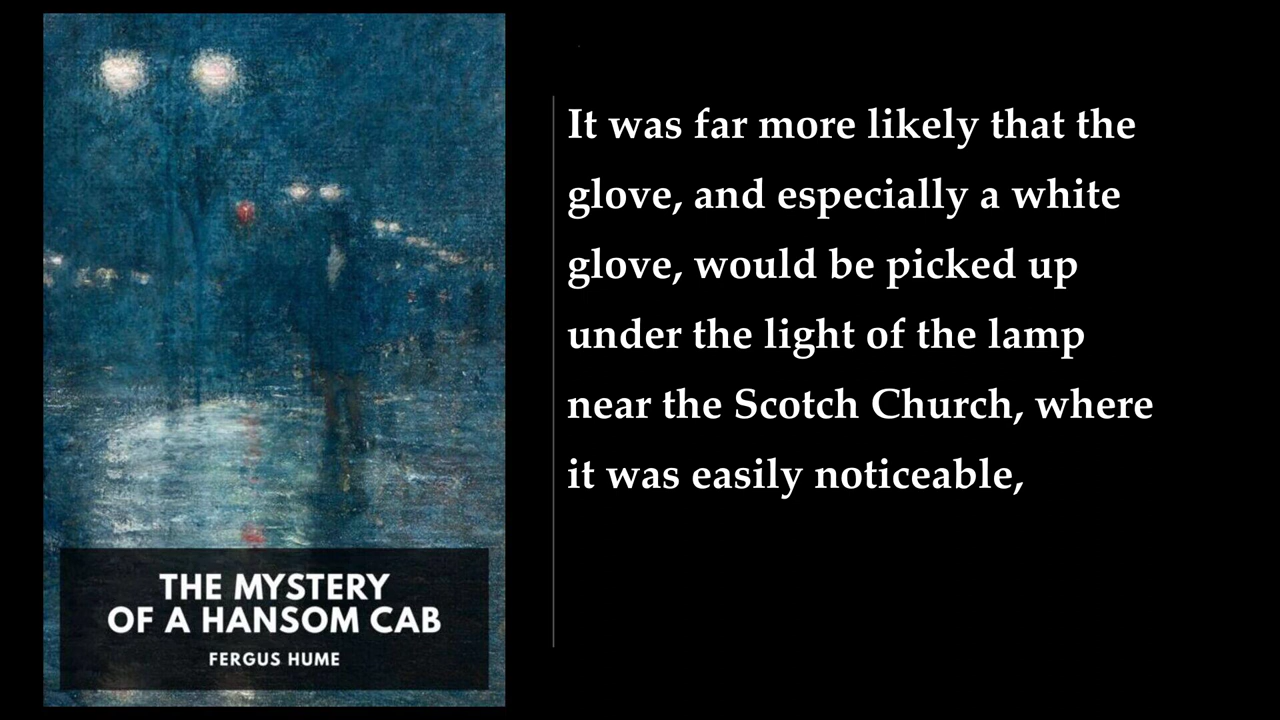 It was far more likely that the
glove, and especially a white
glove, would be picked up
under the light of the lamp
near the Scotch Church, where
it was easily noticeable,
THE MYSTERY
OF A HANSOM CAB
FERGUS HUME